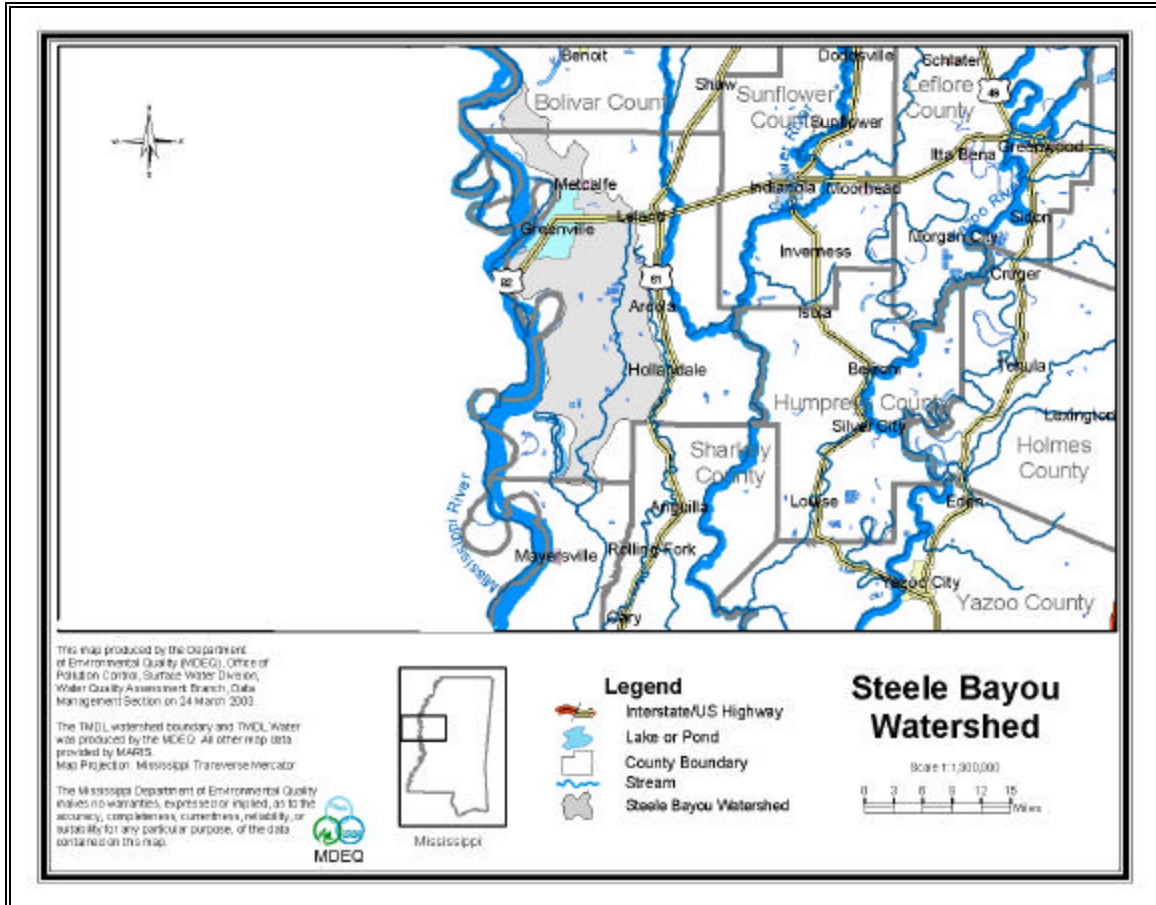 Benoit
Doddsville
Schlater
Shaw
Bolivar County
Sunflower
County
Leflore
County
49
Sunflower
Greenwood
Itta Bena
Metcalfe
Indianola
Moorhead
Leland
Greenville
Sidon
Morgan City
Inverness
Cruger
82
61
Arcola
Isola
Hollandale
Belzoni
Tchula
Humphreys County
Lexington
Silver City
Sharkey
County
Holmes
County
Anguilla
Louise
Eden
Mississippi River
Mayersville
Rolling Fork
Yazoo City
Yazoo County
Cary
This map produced by the Department
of Environmental Quality (MDEQ), Office of
Pollution Control, Surface Water Division,
Water Quality Assessment Branch, Data
Management Section on 24 March 2003.
The TMDL watershed boundary and TMDL Water
was produced by the MDEQ. All other map data
provided by MARIS.
Map Projection: Mississippi Transverse Mercator
The Mississippi Department of Environmental Quality
makes no warranties, expressed or implied, as to the
accuracy, completeness, currentness, reliability, or
suitability for any particular purpose, of the data
contained on this map.
MDEQ
Mississippi
Legend
Interstate/US Highway
Lake or Pond
County Boundary
Stream
Steele Bayou Watershed
Steele Bayou
Watershed
Scale 1:1,300,000
0 3 6 9 12 15
Miles